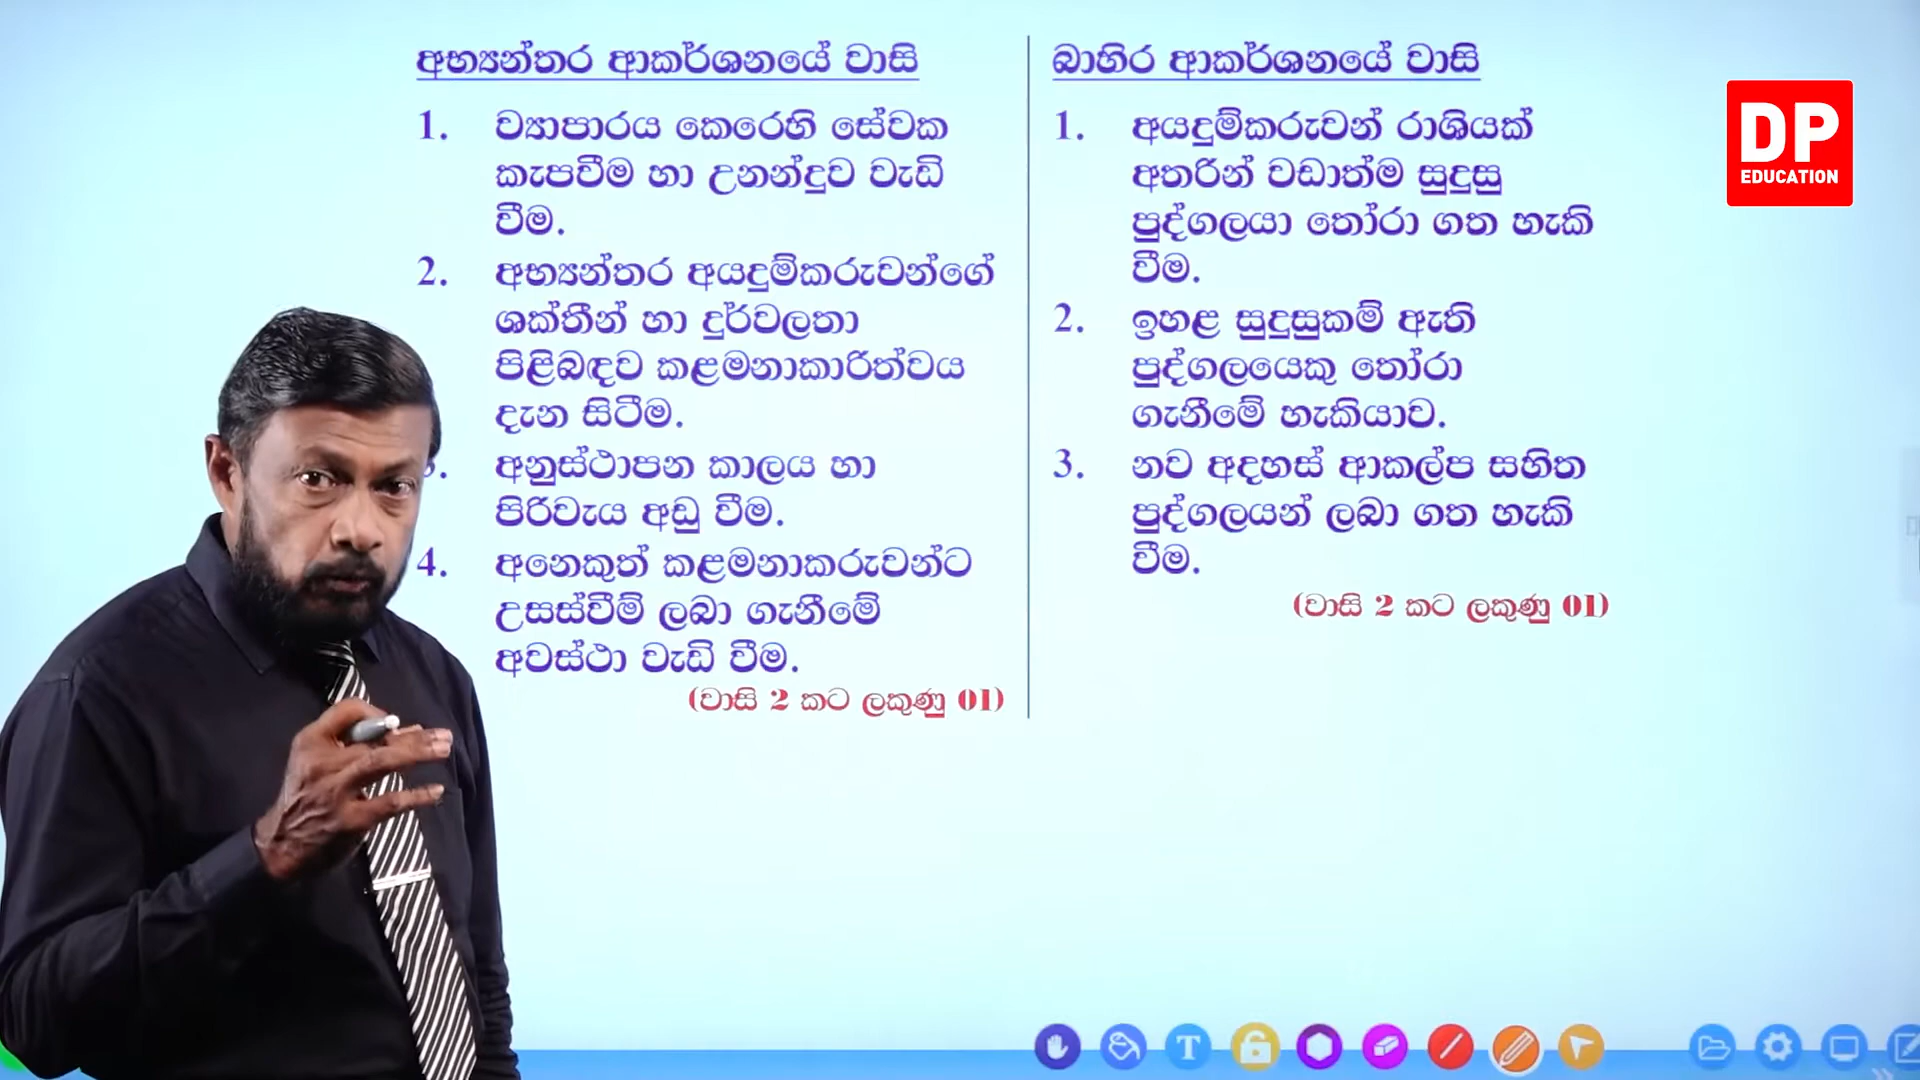 අභ්‍යන්තර ආකර්ශනයේ වාසි
1. ව්‍යාපාරය කෙරෙහි සේවක
කැපවීම හා උනන්දුව වැඩි
වීම.
2. අභ්‍යන්තර අයදුම්කරුවන්ගේ
ශක්තීන් හා දුර්වලතා
පිළිබඳව කළමනාකාරිත්වය
දැන සිටීම.
අනුස්ථාපන කාලය හා
පිරිවැය අඩු වීම.
4. අනෙකුත් කළමනාකරුවන්ට
උසස්වීම් ලබා ගැනීමේ
අවස්ථා වැඩි වීම.
(වාසි 2 කට ලකුණු 01)
බාහිර ආකර්ශනයේ වාසි
1. අයදුම්කරුවන් රාශියක්
අතරින් වඩාත්ම සුදුසු
පුද්ගලයා තෝරා ගත හැකි
වීම.
2. ඉහළ සුදුසුකම් ඇති
පුද්ගලයෙකු තෝරා
ගැනීමේ හැකියාව.
3. නව අදහස් ආකල්ප සහිත
පුද්ගලයන් ලබා ගත හැකි
වීම.
(වාසි 2 කට ලකුණු 01)
DP
EDUCATION
T